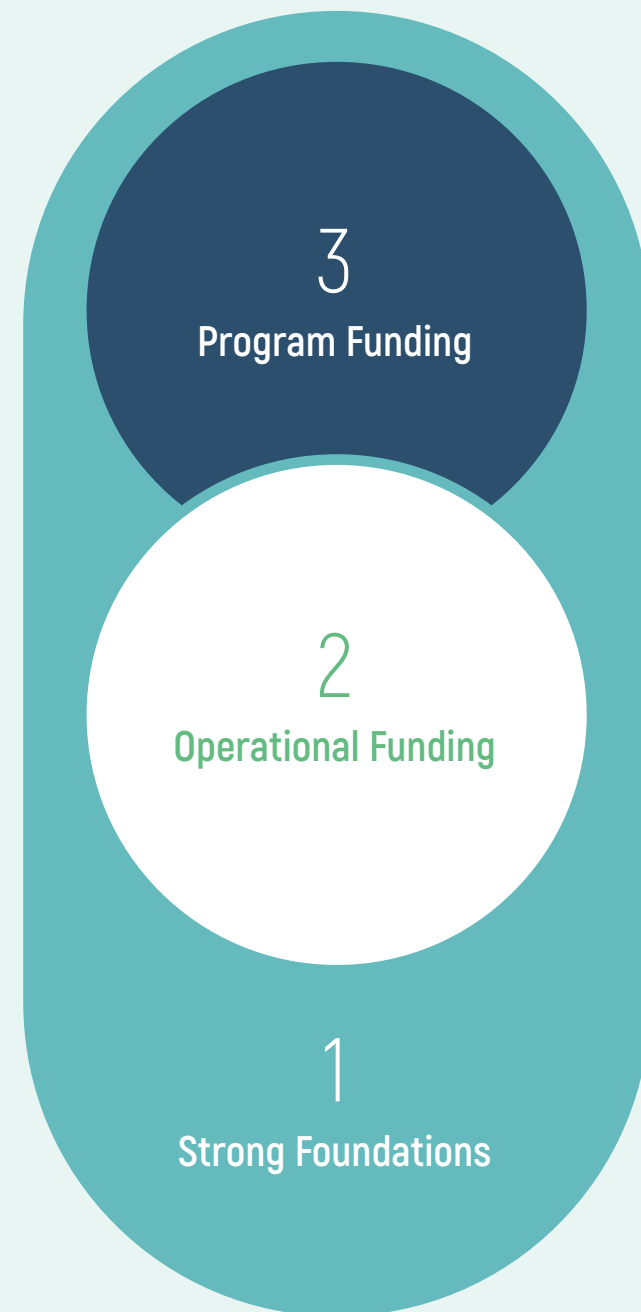 3
Program Funding
2
Operational Funding
1
Strong Foundations